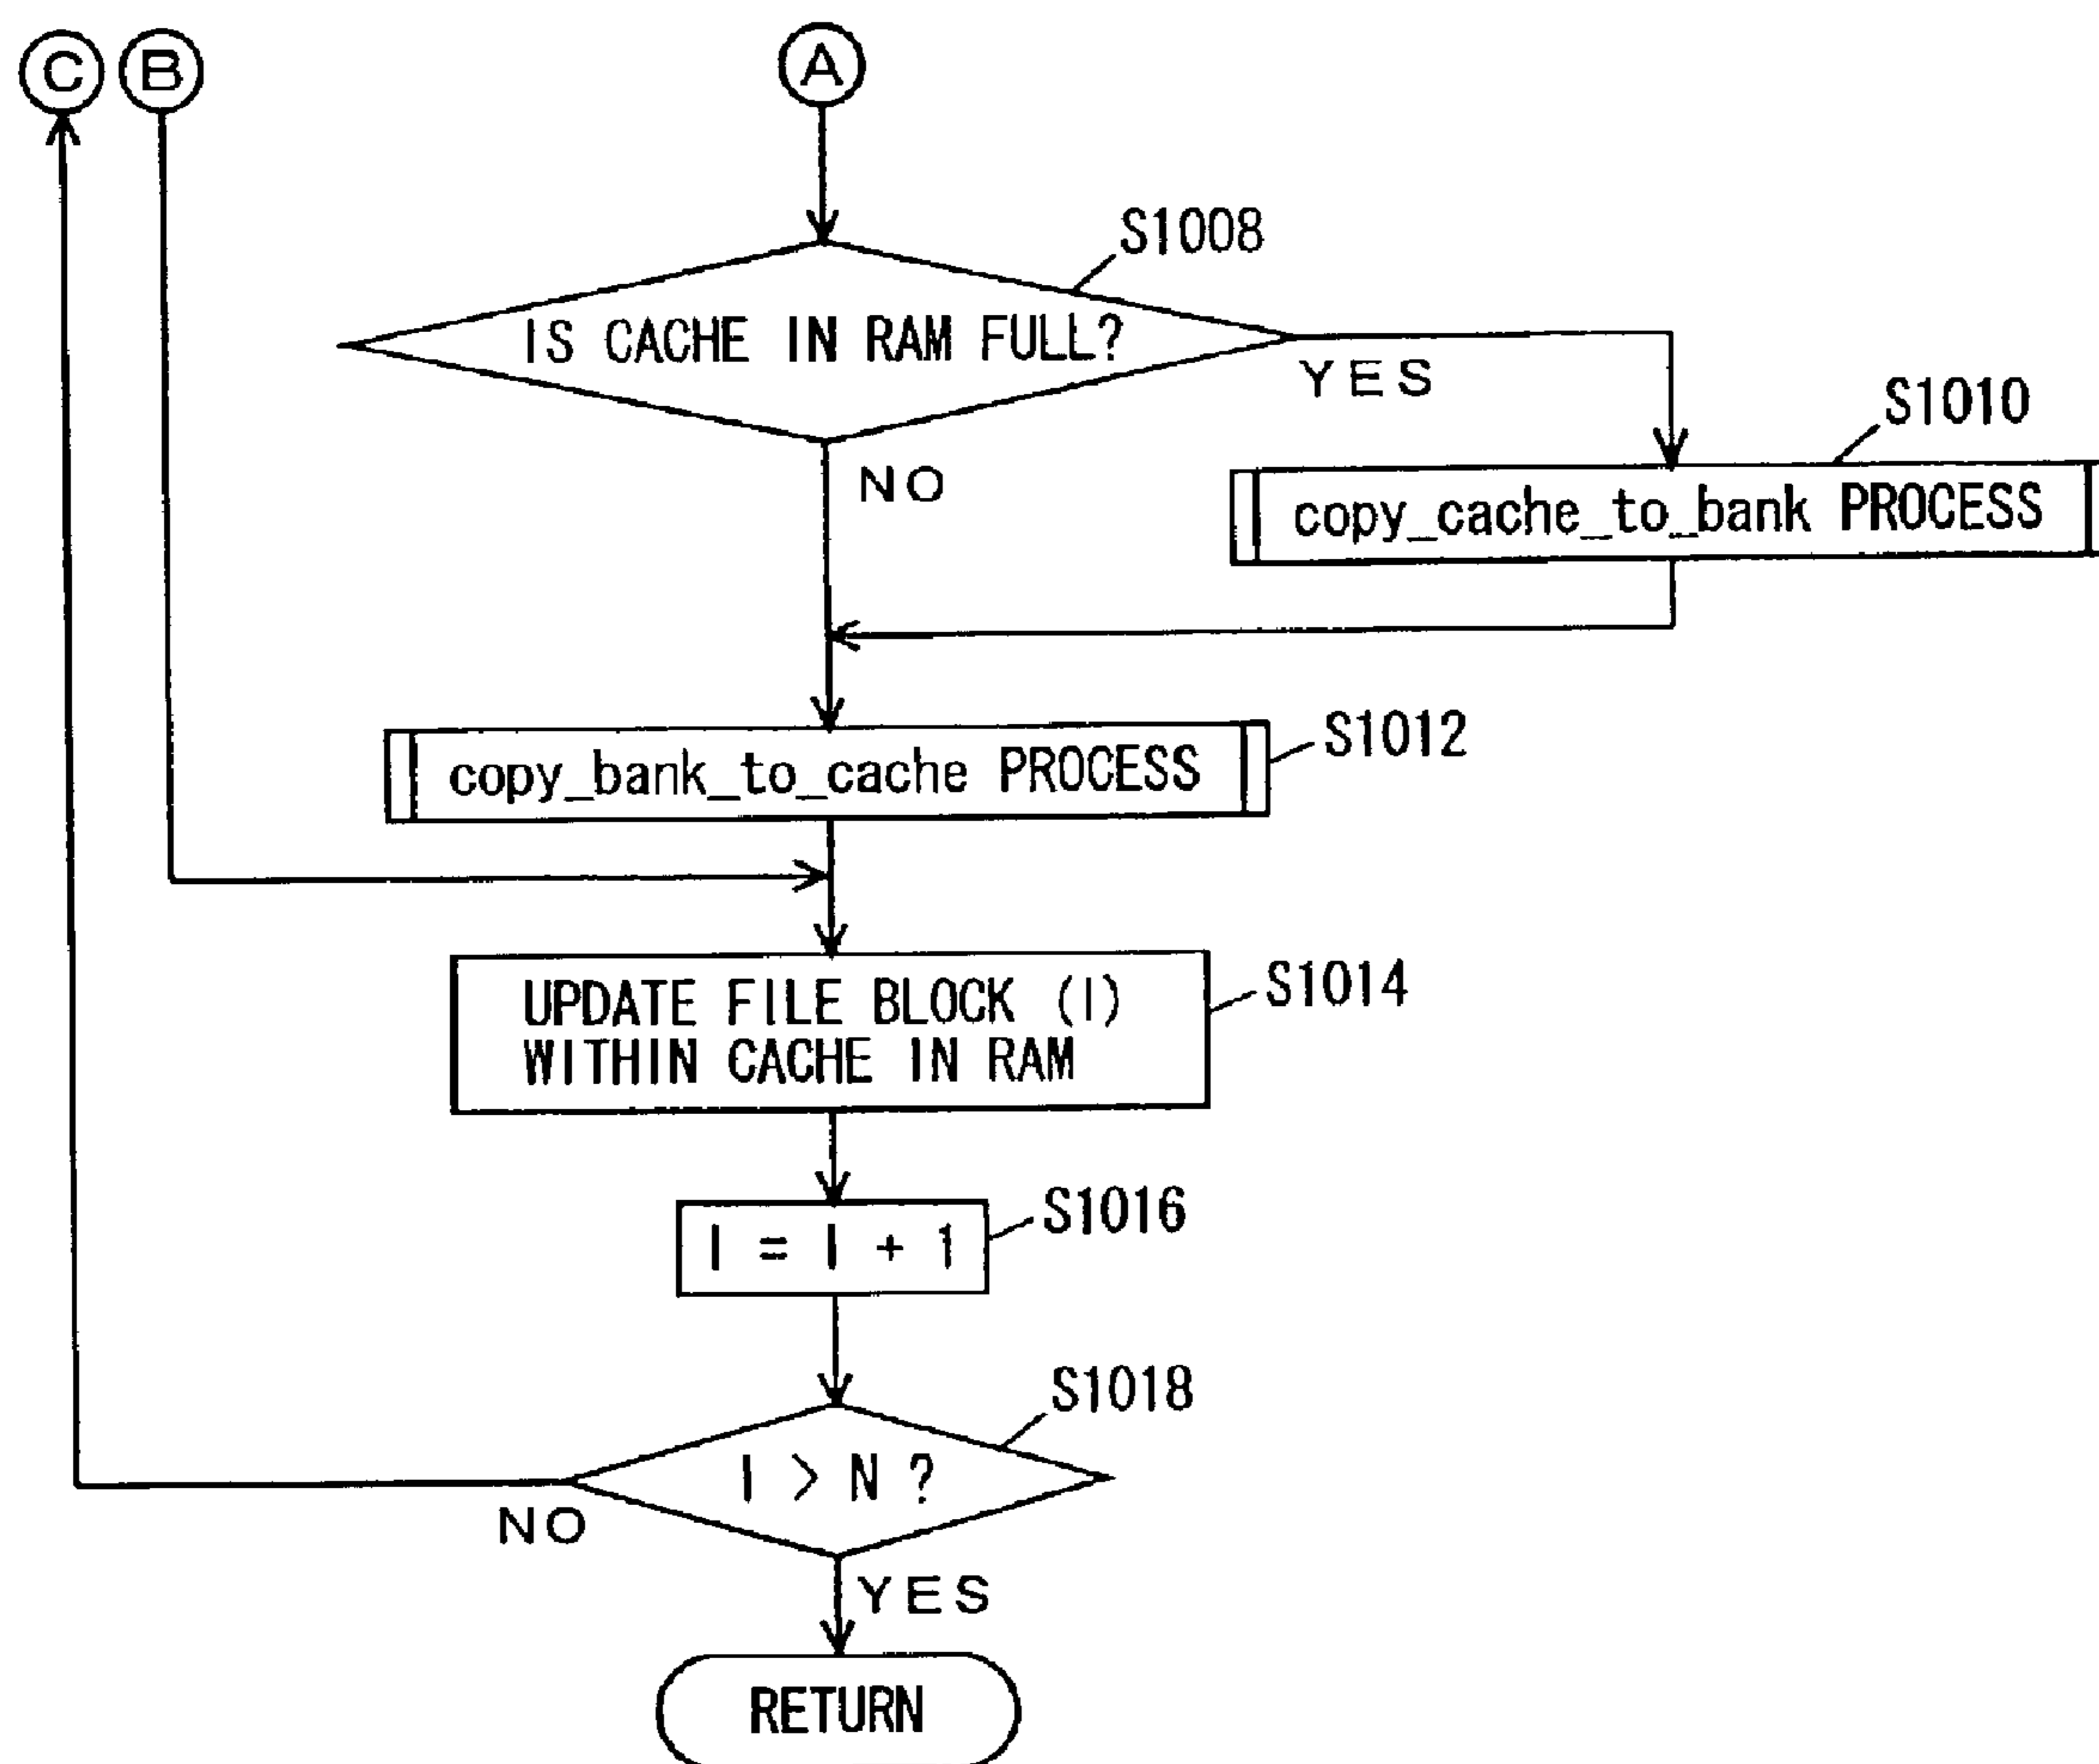 C B A
S1008
IS CACHE IN RAM FULL?
YES
S1010
NO
copy_cache_to_bank PROCESS
S1012
copy_bank_to_cache PROCESS
S1014
UPDATE FILE BLOCK (I)
WITHIN CACHE IN RAM
S1016
I = I + 1
S1018
I > N ?
NO
YES
RETURN